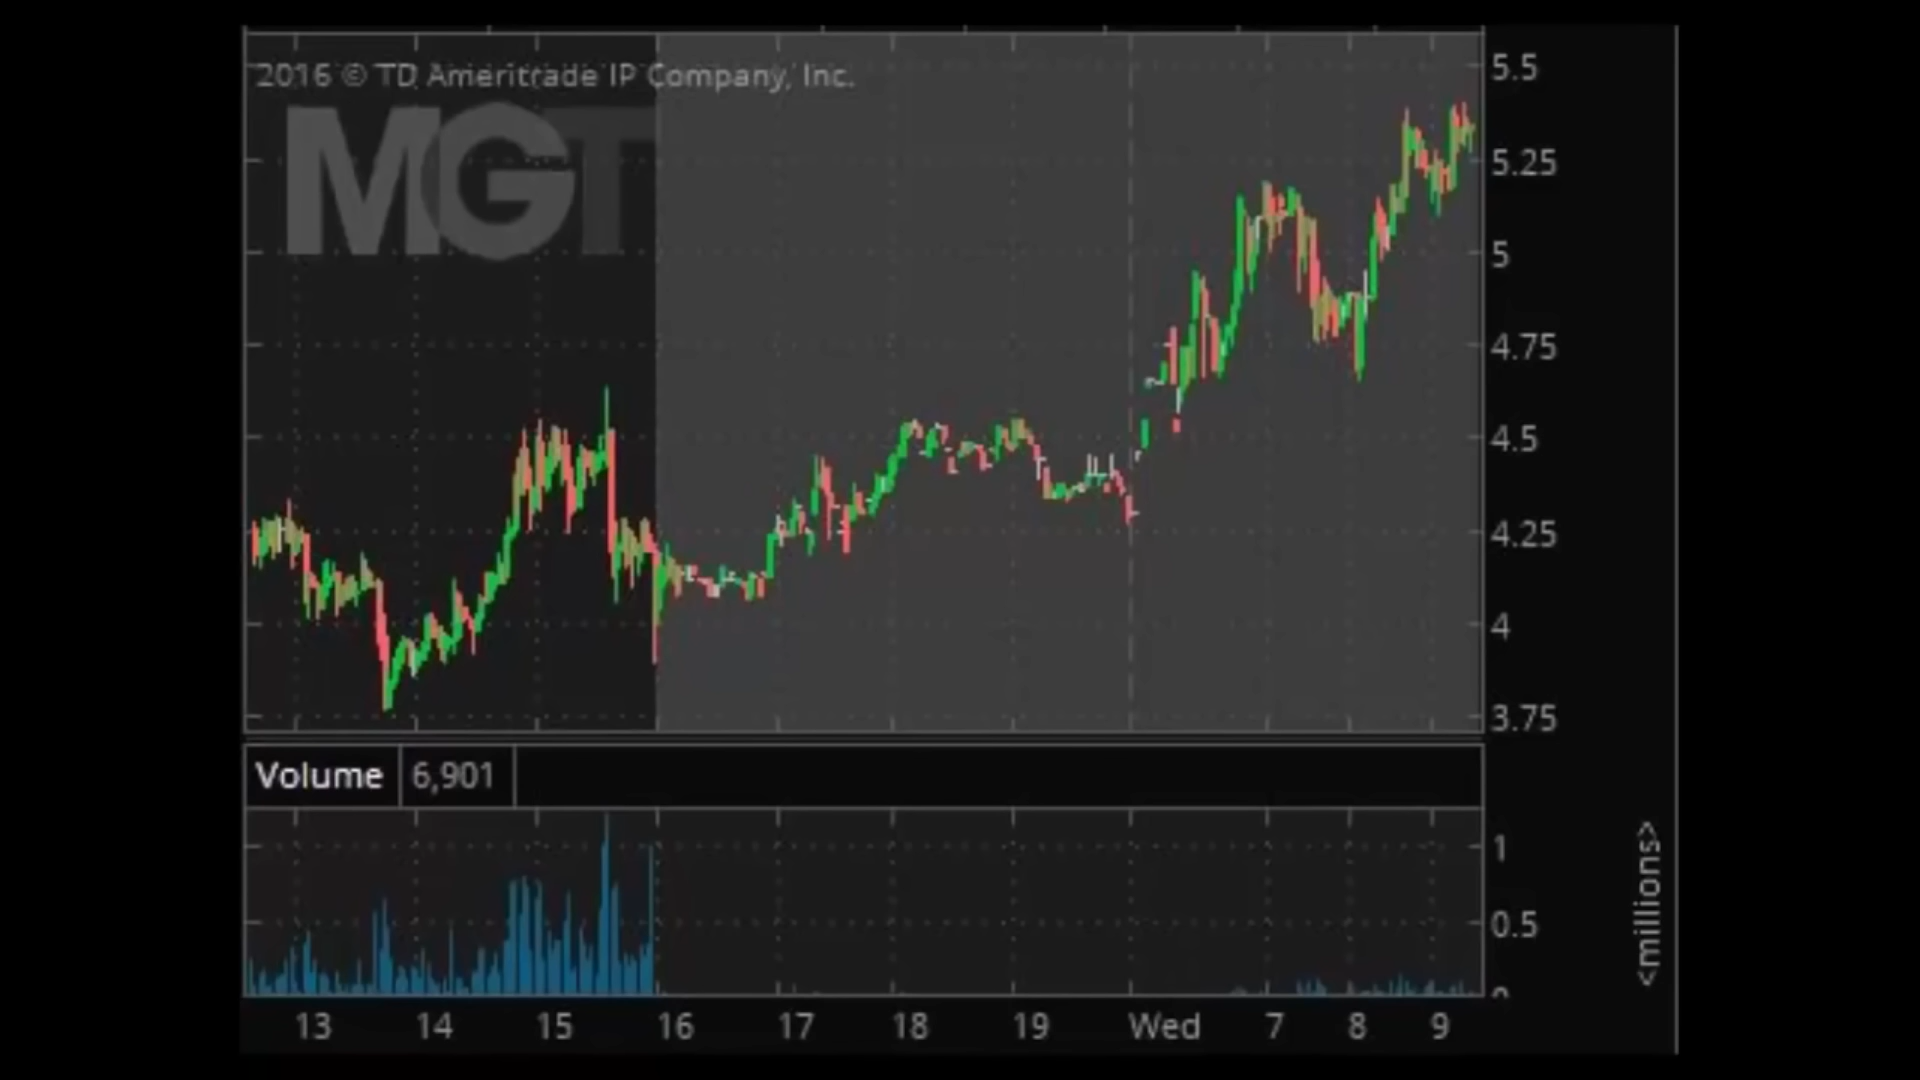 2016 © TD Ameritrade IP Company, Inc.
MGT
5.5
5.25
5
4.75
4.5
4.25
4
3.75
Volume 6,901
1
0.5
0
<millions>
13 14 15 16 17 18 19 Wed 7 8 9